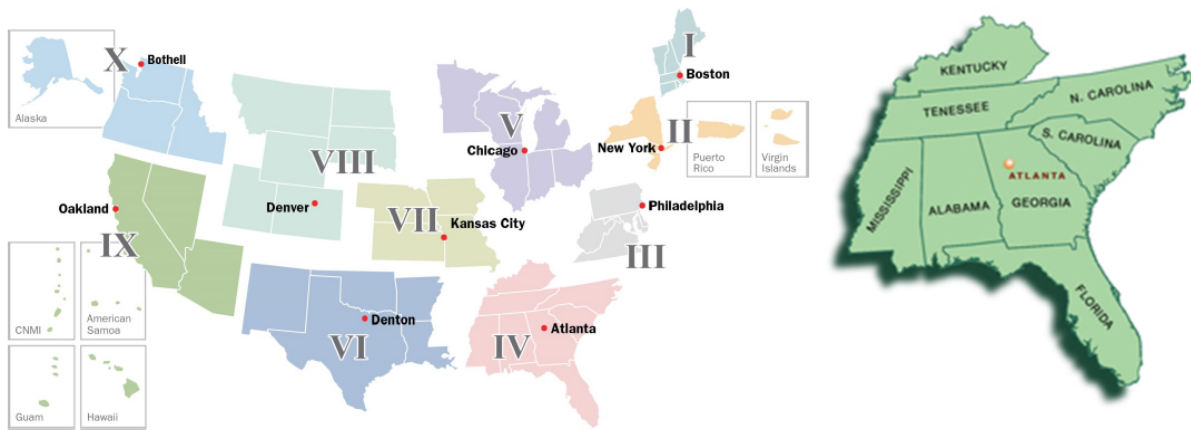 X
Bothell
Alaska
I
Boston
V
Chicago
II
New York
Puerto
Rico
Virgin
Islands
VIII
Denver
Oakland
IX
VII
Kansas City
Philadelphia
III
CNMI
American
Samoa
Guam
Hawaii
Denton
VI
Atlanta
IV
KENTUCKY
TENNESSEE
N. CAROLINA
S. CAROLINA
ATLANTA
MISSISSIPPI
ALABAMA
GEORGIA
FLORIDA